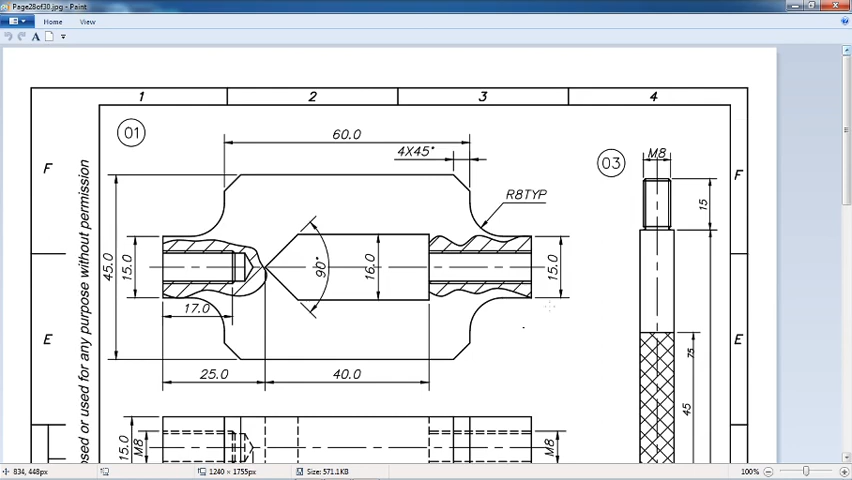 Page28of30.jpg - Paint
Home
View
A
1
2
3
4
01
60.0
4X45°
M8
03
F
R8TYP
F
15
45.0
15.0
90°
16.0
15.0
17.0
E
E
75
25.0
40.0
45
osed or used for any purpose without permission
15.0
M8
M8
834, 448px
1240 × 1755px
Size: 571.1KB
100%